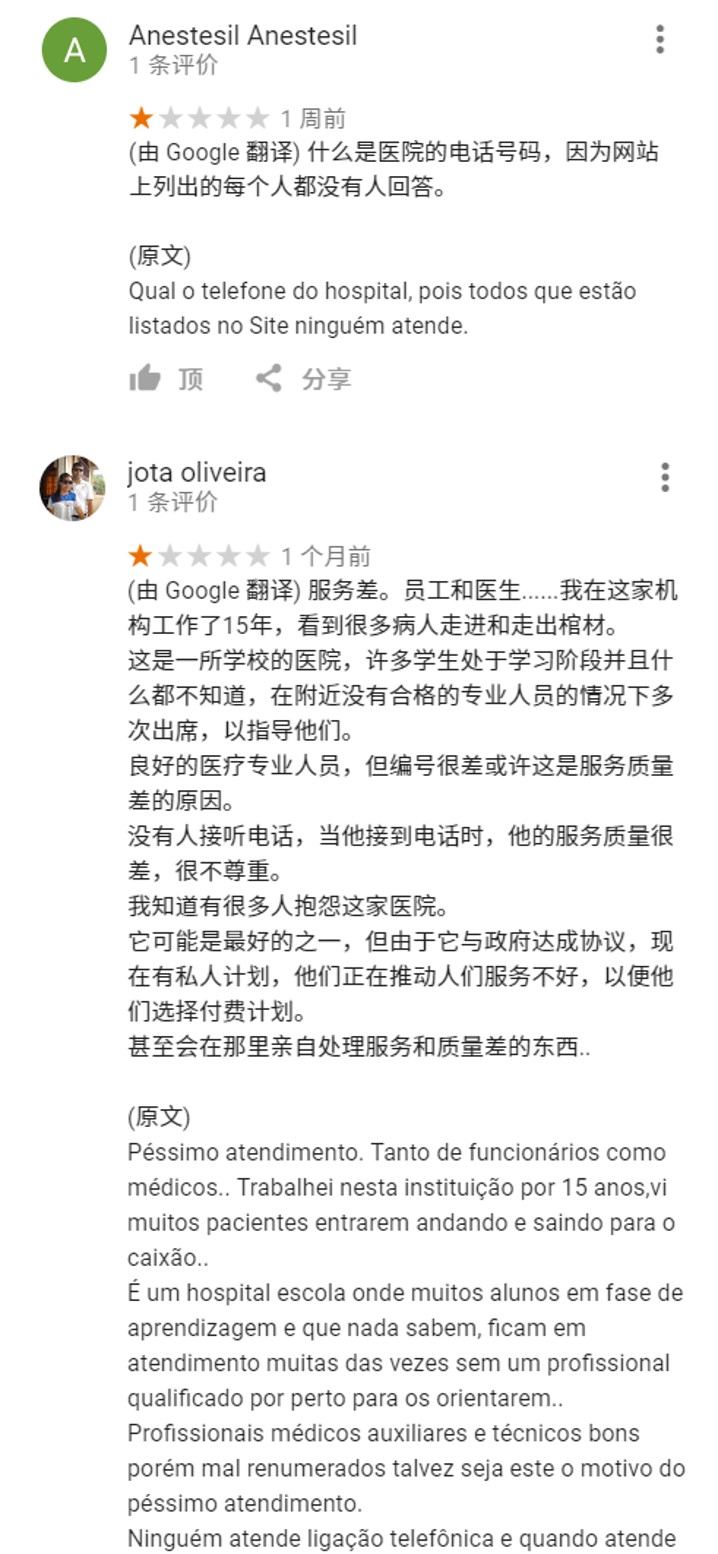 A
Anestesil Anestesil
1 条评价
1 周前
(由 Google 翻译) 什么是医院的电话号码，因为网站
上列出的每个人都没有人回答。
(原文)
Qual o telefone do hospital, pois todos que estão
listados no Site ninguém atende.
顶 分享
jota oliveira
1 条评价
1 个月前
(由 Google 翻译) 服务差。员工和医生......我在这家机
构工作了15年，看到很多病人走进和走出棺材。
这是一所学校的医院，许多学生处于学习阶段并且什
么都不知道，在附近没有合格的专业人员的情况下多
次出席，以指导他们。
良好的医疗专业人员，但编号很差或许这是服务质量
差的原因。
没有人接听电话，当他接到电话时，他的服务质量很
差，很不尊重。
我知道有很多人抱怨这家医院。
它可能是最好的之一，但由于它与政府达成协议，现
在有私人计划，他们正在推动人们服务不好，以便他
们选择付费计划。
甚至会在那里亲自处理服务和质量差的东西..
(原文)
Péssimo atendimento. Tanto de funcionários como
médicos.. Trabalhei nesta instituição por 15 anos,vi
muitos pacientes entrarem andando e saindo para o
caixão..
É um hospital escola onde muitos alunos em fase de
aprendizagem e que nada sabem, ficam em
atendimento muitas das vezes sem um profissional
qualificado por perto para os orientarem..
Profissionais médicos auxiliares e técnicos bons
porém mal renumerados talvez seja este o motivo do
péssimo atendimento.
Ninguém atende ligação telefônica e quando atende